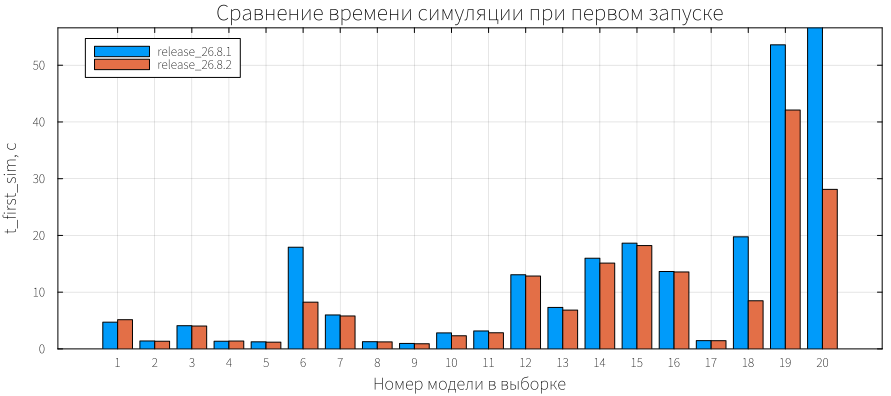 Сравнение времени симуляции при первом запуске
release_26.8.1
release_26.8.2
t_first_sim, с
50
40
30
20
10
0
1 2 3 4 5 6 7 8 9 10 11 12 13 14 15 16 17 18 19 20
Номер модели в выборке